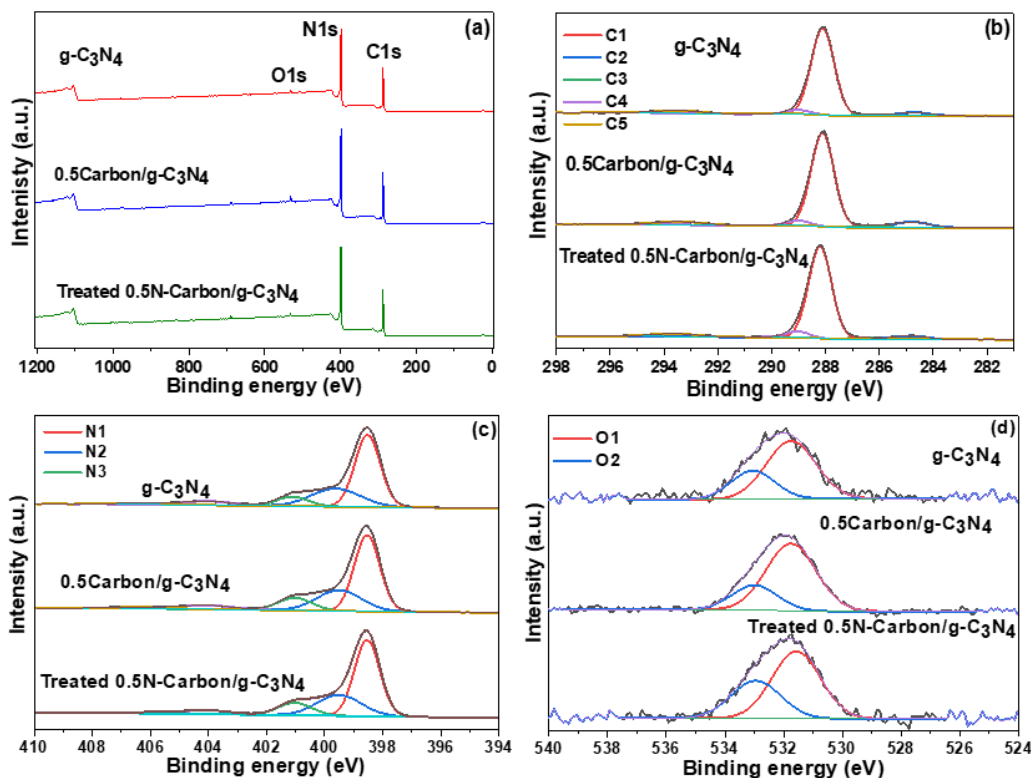 (a)
N1s
C1s
O1s
g-C3N4
0.5Carbon/g-C3N4
Treated 0.5N-Carbon/g-C3N4
Intenisty (a.u.)
1200 1000 800 600 400 200 0
Binding energy (eV)
(b)
C1
C2
C3
C4
C5
g-C3N4
0.5Carbon/g-C3N4
Treated 0.5N-Carbon/g-C3N4
Intensity (a.u.)
298 296 294 292 290 288 286 284 282
Binding energy (eV)
(c)
N1
N2
N3
g-C3N4
0.5Carbon/g-C3N4
Treated 0.5N-Carbon/g-C3N4
Intensity (a.u.)
410 408 406 404 402 400 398 396 394
Binding energy (eV)
(d)
O1
O2
g-C3N4
0.5Carbon/g-C3N4
Treated 0.5N-Carbon/g-C3N4
Intensity (a.u.)
540 538 536 534 532 530 528 526 524
Binding energy (eV)